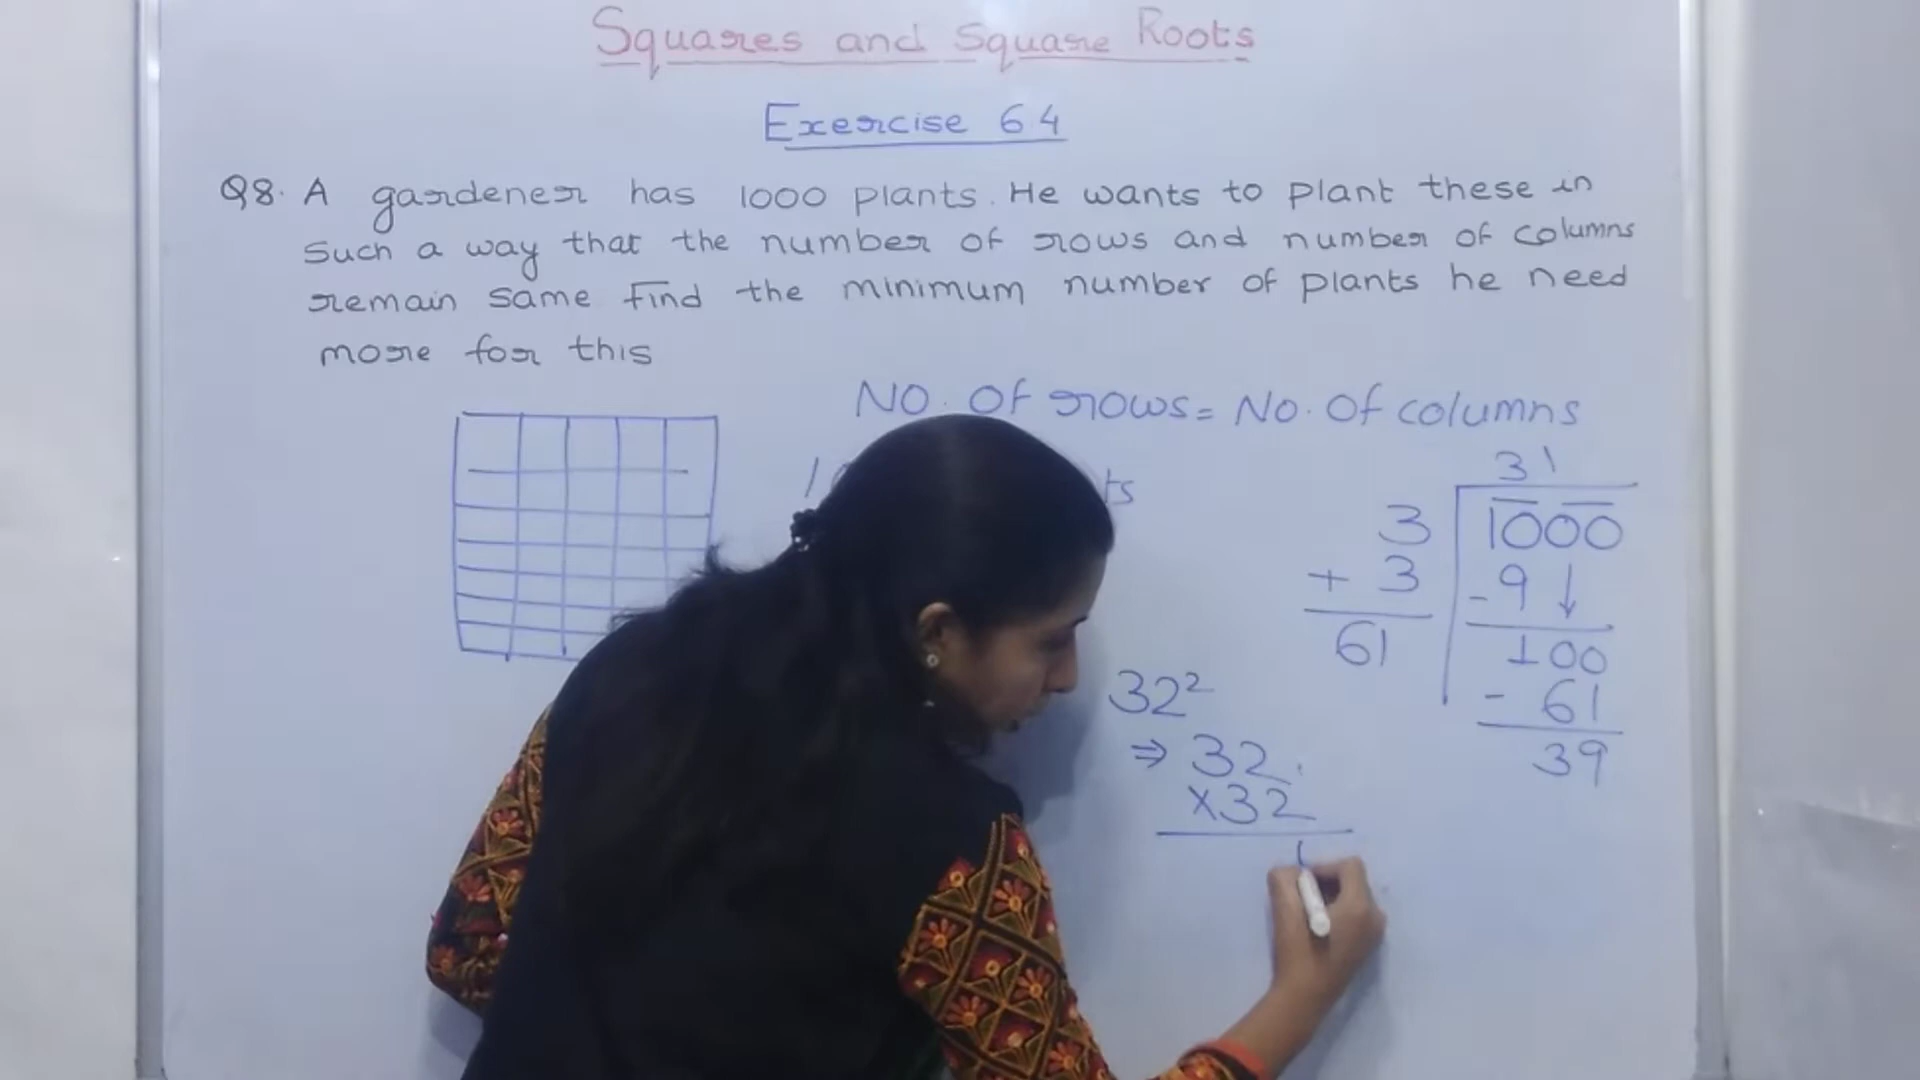 Squares and Square Roots
Exercise 6.4
Q8. A gardener has 1000 plants. He wants to plant these in
such a way that the number of rows and number of columns
remain same Find the minimum number of plants he need
more for this
No. Of rows = No. Of columns
31
3 1000
+ 3 - 9 ↓
61 100
- 61
39
32²
⇒ 32
×32